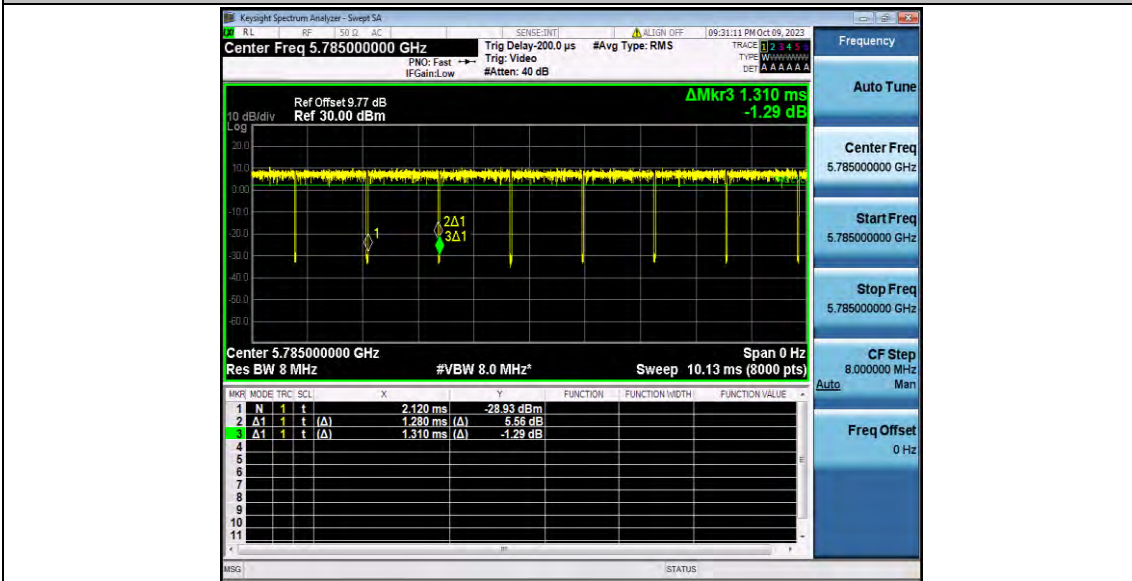 Keysight Spectrum Analyzer - Swept SA
RL RF 50 Ω AC SENSE:INT ALIGN OFF 09:31:11 PM Oct 09, 2023
Center Freq 5.785000000 GHz Trig Delay-200.0 µs #Avg Type: RMS TRACE 1 2 3 4 5 6
PNO: Fast Trig: Video TYPE
IFGain:Low #Atten: 40 dB DET A A A A A A
ΔMkr3 1.310 ms
-1.29 dB
Ref Offset 9.77 dB
10 dB/div Ref 30.00 dBm
Log
20.0
10.0
0.00
-10.0
-20.0
-30.0
-40.0
-50.0
-60.0
1
2Δ1
3Δ1
Center 5.785000000 GHz Span 0 Hz
Res BW 8 MHz #VBW 8.0 MHz* Sweep 10.13 ms (8000 pts)
MKR MODE TRC SCL X Y FUNCTION FUNCTION WIDTH FUNCTION VALUE
1 N 1 t 2.120 ms -28.93 dBm
2 Δ1 1 t (Δ) 1.280 ms (Δ) 5.56 dB
3 Δ1 1 t (Δ) 1.310 ms (Δ) -1.29 dB
4
5
6
7
8
9
10
11
MSG STATUS
Frequency
Auto Tune
Center Freq
5.785000000 GHz
Start Freq
5.785000000 GHz
Stop Freq
5.785000000 GHz
CF Step
8.000000 MHz
Auto Man
Freq Offset
0 Hz